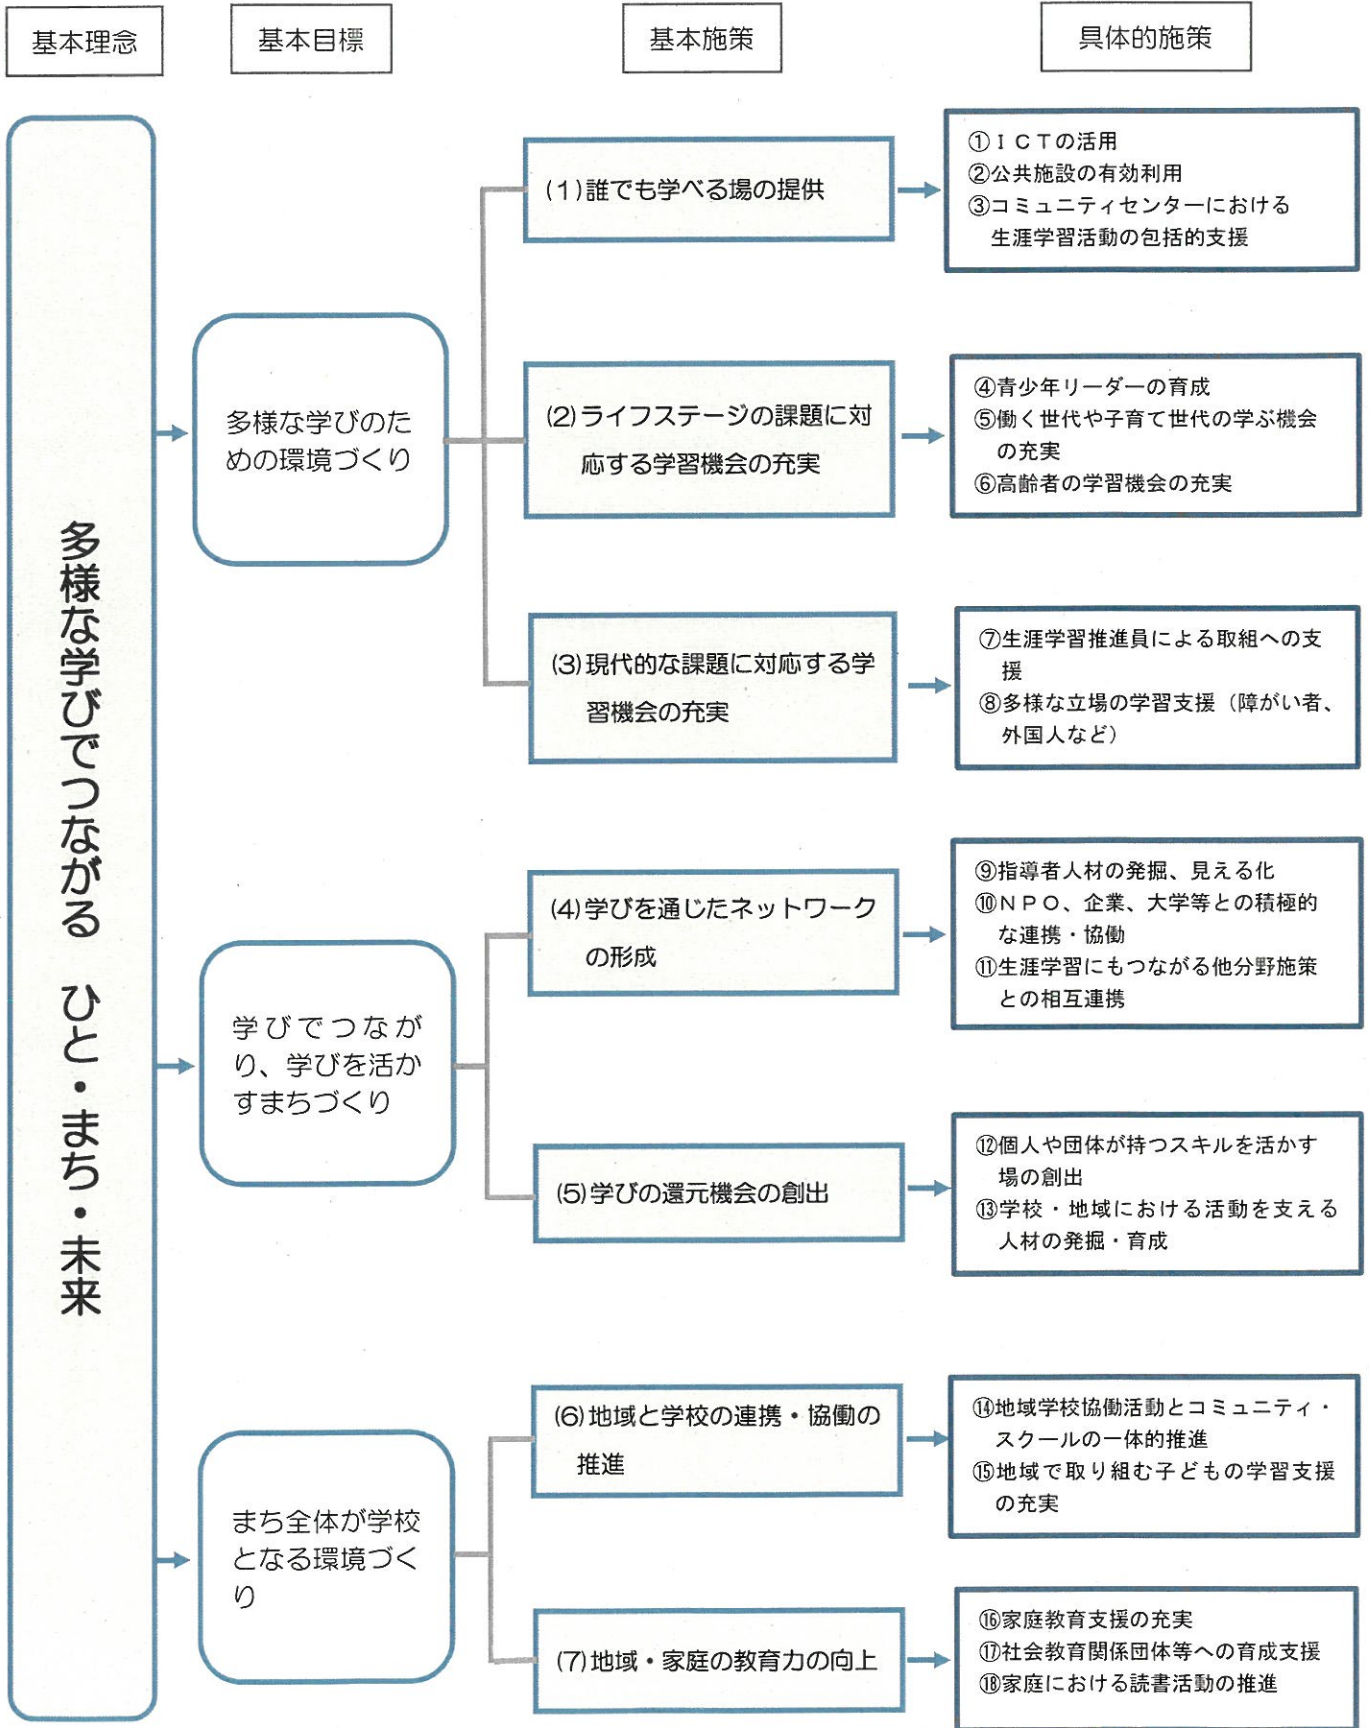 基本理念
基本目標
基本施策
具体的施策
多様な学びでつながる　ひと・まち・未来
多様な学びのた
めの環境づくり
(1)誰でも学べる場の提供
①ＩＣＴの活用
②公共施設の有効利用
③コミュニティセンターにおける
生涯学習活動の包括的支援
(2)ライフステージの課題に対
応する学習機会の充実
④青少年リーダーの育成
⑤働く世代や子育て世代の学ぶ機会
の充実
⑥高齢者の学習機会の充実
(3)現代的な課題に対応する学
習機会の充実
⑦生涯学習推進員による取組への支
援
⑧多様な立場の学習支援（障がい者、
外国人など）
学びでつなが
り、学びを活か
すまちづくり
(4)学びを通じたネットワーク
の形成
⑨指導者人材の発掘、見える化
⑩ＮＰＯ、企業、大学等との積極的
な連携・協働
⑪生涯学習にもつながる他分野施策
との相互連携
(5)学びの還元機会の創出
⑫個人や団体が持つスキルを活かす
場の創出
⑬学校・地域における活動を支える
人材の発掘・育成
まち全体が学校
となる環境づく
り
(6)地域と学校の連携・協働の
推進
⑭地域学校協働活動とコミュニティ・
スクールの一体的推進
⑮地域で取り組む子どもの学習支援
の充実
(7)地域・家庭の教育力の向上
⑯家庭教育支援の充実
⑰社会教育関係団体等への育成支援
⑱家庭における読書活動の推進